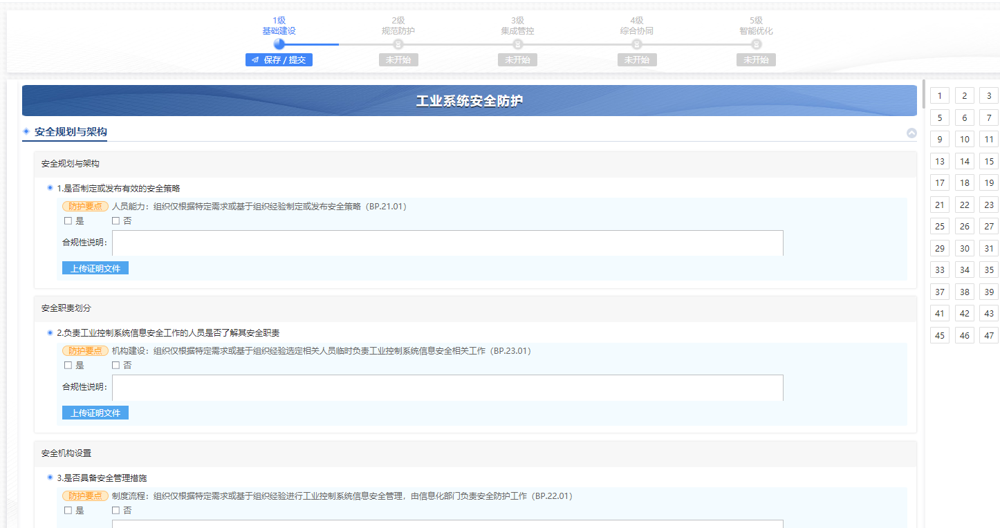 1级 2级 3级 4级 5级
基础建设 规范防护 集成管控 综合协同 智能优化
保存 / 提交 未开始 未开始 未开始 未开始
工业系统安全防护
安全规划与架构
安全规划与架构
1.是否制定或发布有效的安全策略
防护要点 人员能力：组织仅根据特定需求或基于组织经验制定或发布安全策略（BP.21.01）
是 否
合规性说明：
上传证明文件
安全职责划分
2.负责工业控制系统信息安全工作的人员是否了解其安全职责
防护要点 机构建设：组织仅根据特定需求或基于组织经验选定相关人员临时负责工业控制系统信息安全相关工作（BP.23.01）
是 否
合规性说明：
上传证明文件
安全机构设置
3.是否具备安全管理措施
防护要点 制度流程：组织仅根据特定需求或基于组织经验进行工业控制系统信息安全管理，由信息化部门负责安全防护工作（BP.22.01）
是 否
1 2 3
5 6 7
9 10 11
13 14 15
17 18 19
21 22 23
25 26 27
29 30 31
33 34 35
37 38 39
41 42 43
45 46 47